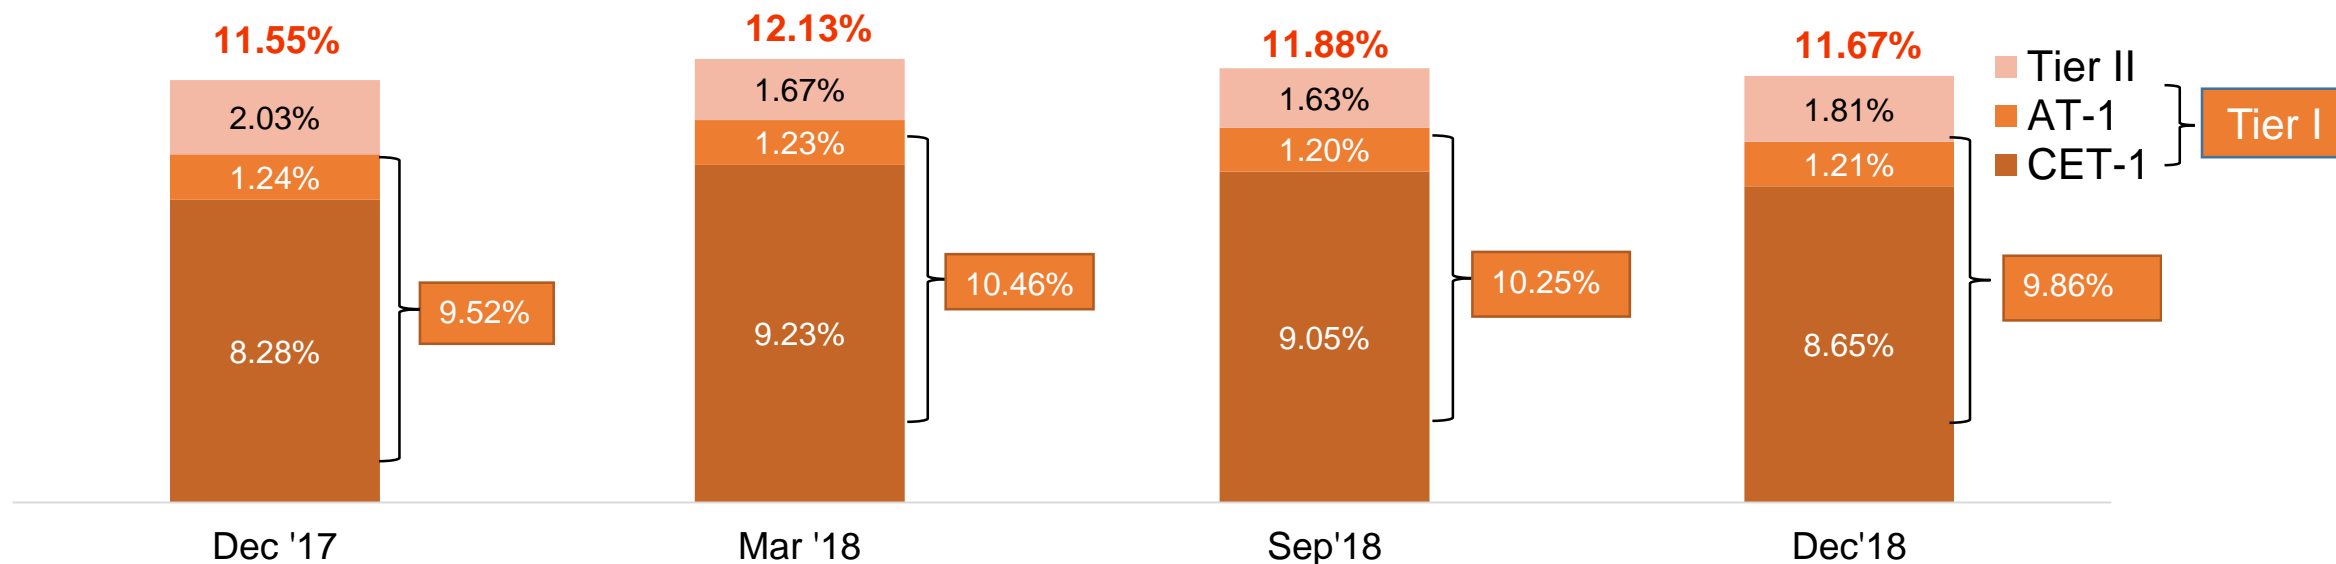 11.55%
12.13%
11.88%
11.67%
Tier II
AT-1
CET-1
Tier I
2.03%
1.67%
1.63%
1.81%
1.24%
1.23%
1.20%
1.21%
9.52%
10.46%
10.25%
9.86%
8.28%
9.23%
9.05%
8.65%
Dec '17
Mar '18
Sep'18
Dec'18